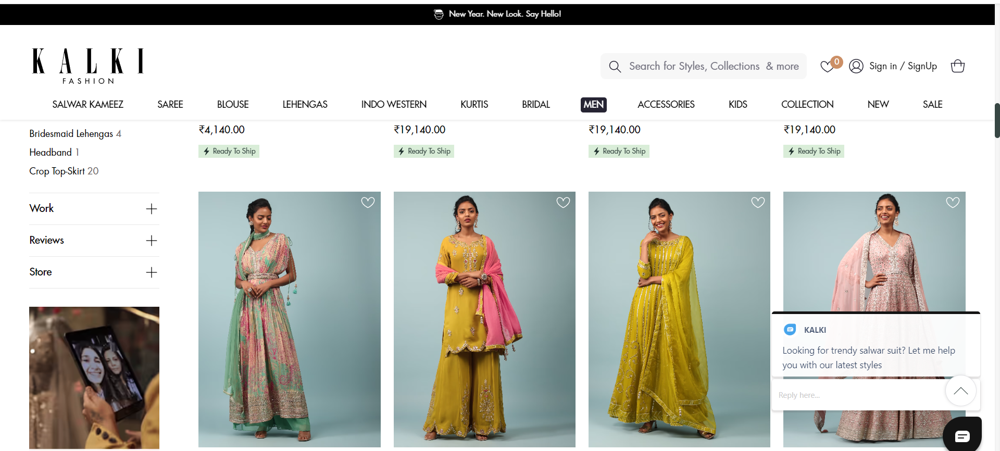 New Year. New Look. Say Hello!
KALKI
FASHION
Search for Styles, Collections & more
0
Sign in / SignUp
SALWAR KAMEEZ SAREE BLOUSE LEHENGAS INDO WESTERN KURTIS BRIDAL MEN ACCESSORIES KIDS COLLECTION NEW SALE
Bridesmaid Lehengas 4
Headband 1
Crop Top-Skirt 20
Work
Reviews
Store
₹4,140.00 ₹19,140.00 ₹19,140.00 ₹19,140.00
Ready To Ship Ready To Ship Ready To Ship Ready To Ship
KALKI
Looking for trendy salwar suit? Let me help
you with our latest styles
Reply here...